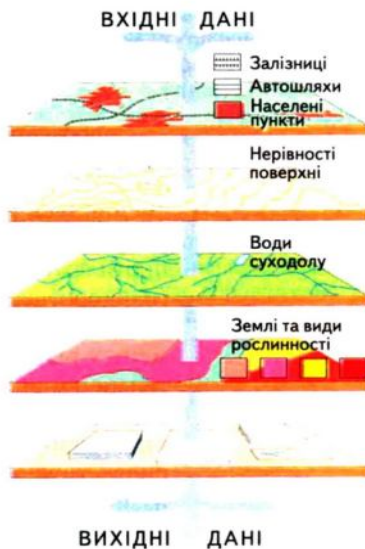 ВХІДНІ ДАНІ
Залізниці
Автошляхи
Населені
пункти
Нерівності
поверхні
Води
суходолу
Землі та види
рослинності
ВИХІДНІ ДАНІ